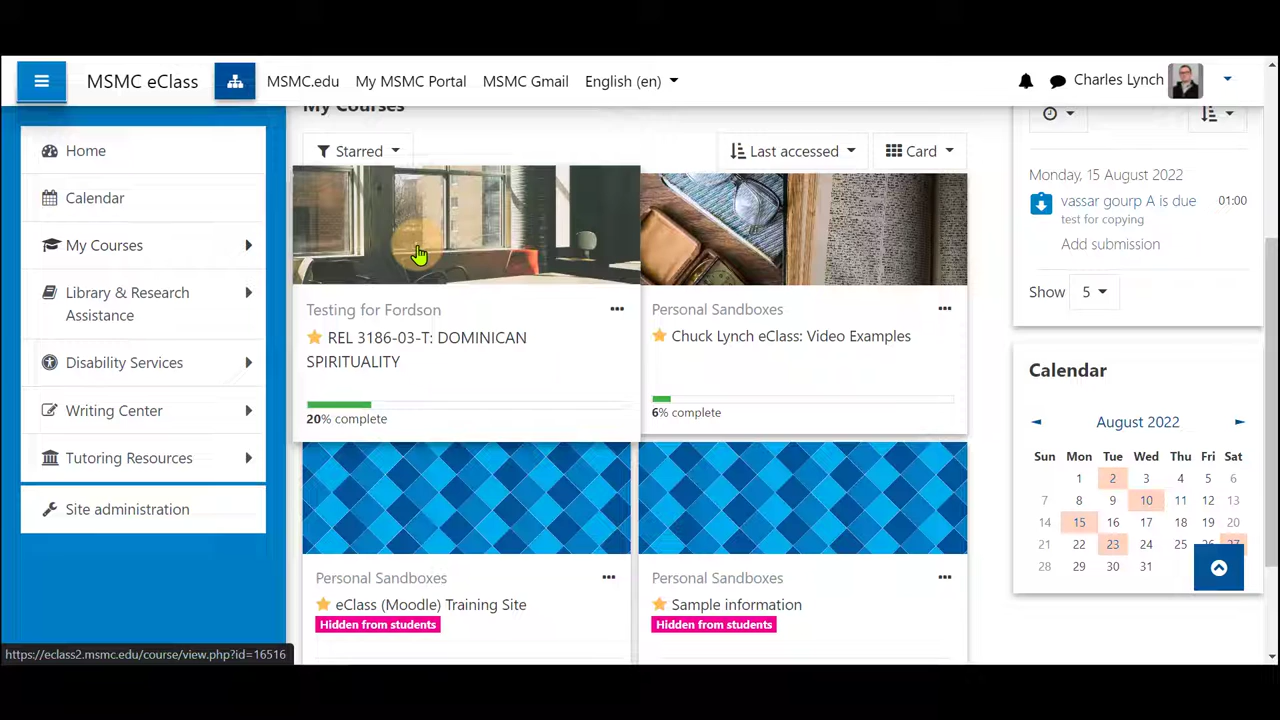 MSMC eClass
MSMC.edu
My MSMC Portal
MSMC Gmail
English (en)
Charles Lynch
Home
Calendar
My Courses
Library & Research
Assistance
Disability Services
Writing Center
Tutoring Resources
Site administration
My Courses
Starred
Last accessed
Card
Testing for Fordson
REL 3186-03-T: DOMINICAN
SPIRITUALITY
20% complete
Personal Sandboxes
Chuck Lynch eClass: Video Examples
6% complete
Personal Sandboxes
eClass (Moodle) Training Site
Hidden from students
Personal Sandboxes
Sample information
Hidden from students
Monday, 15 August 2022
vassar gourp A is due 01:00
test for copying
Add submission
Show 5
Calendar
◄ August 2022 ►
Sun Mon Tue Wed Thu Fri Sat
1 2 3 4 5 6
7 8 9 10 11 12 13
14 15 16 17 18 19 20
21 22 23 24 25 26 27
28 29 30 31
https://eclass2.msmc.edu/course/view.php?id=16516